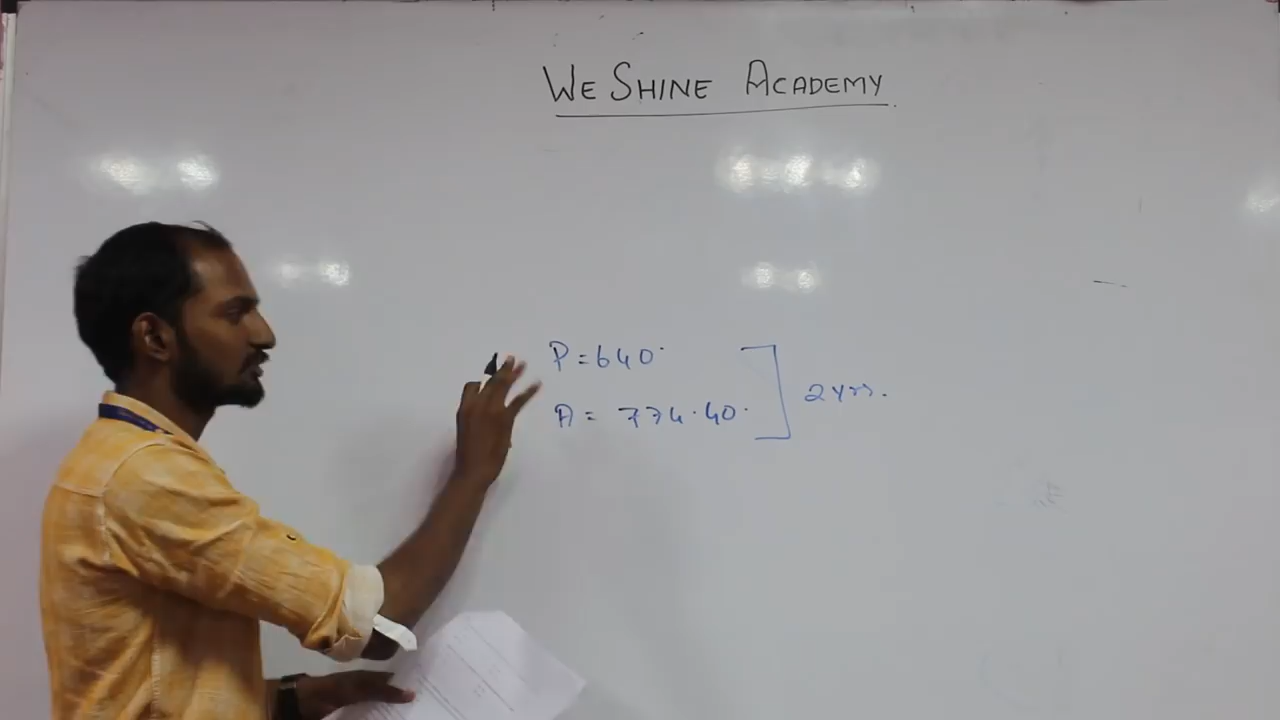 WE SHINE ACADEMY
P = 640
A = 774.40
2 yrs.